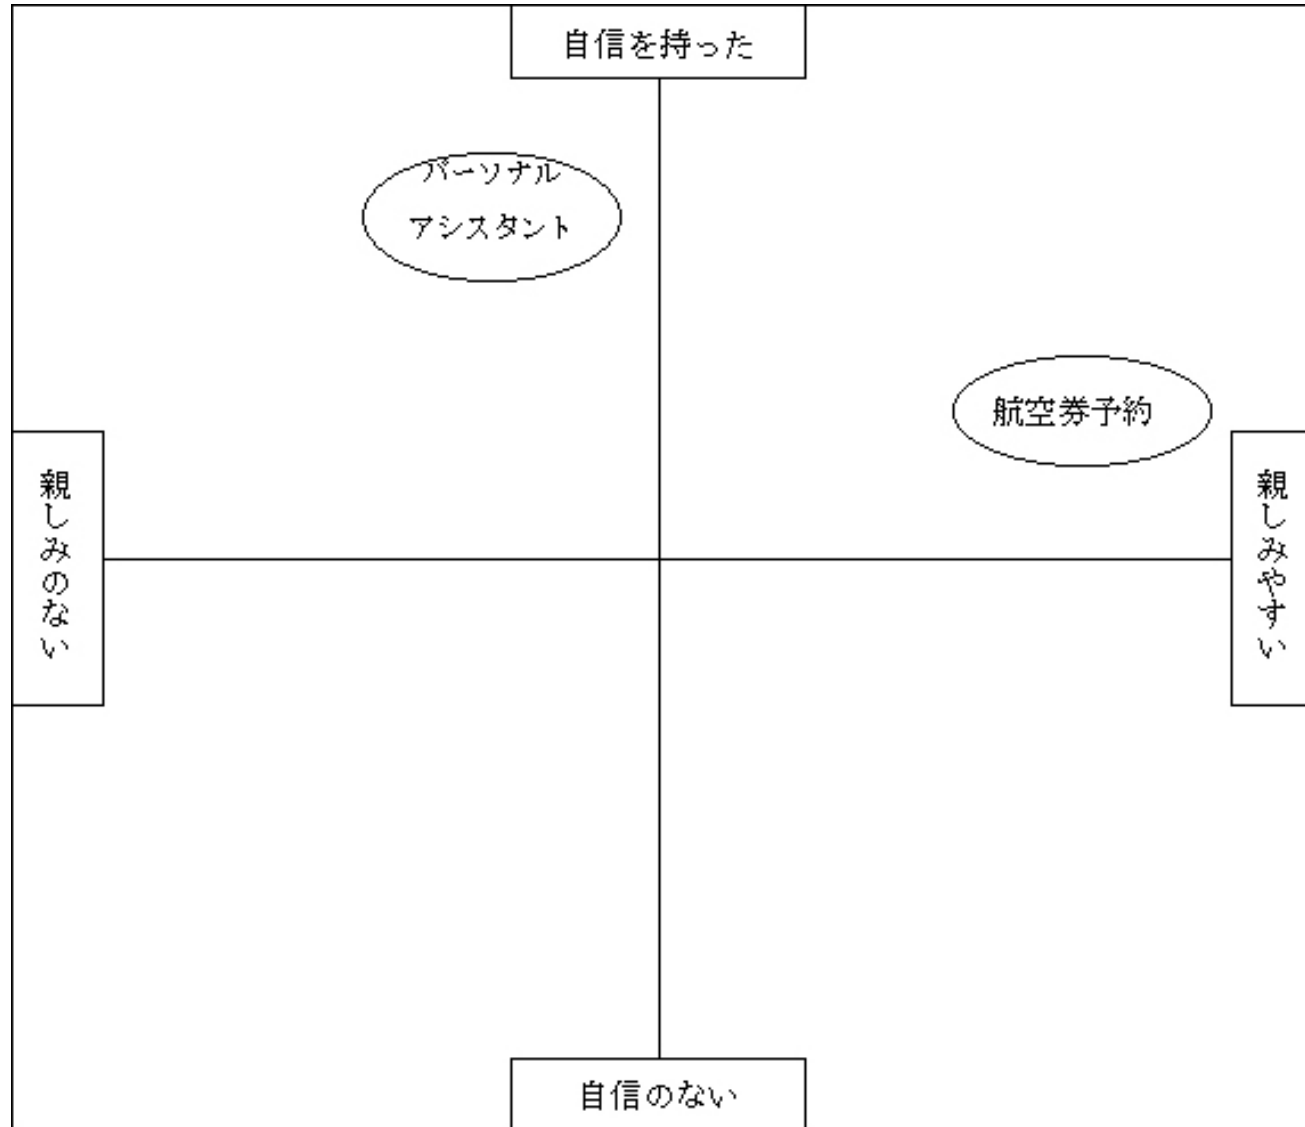 自信を持った
パーソナル
アシスタント
航空券予約
親しみのない
親しみやすい
自信のない